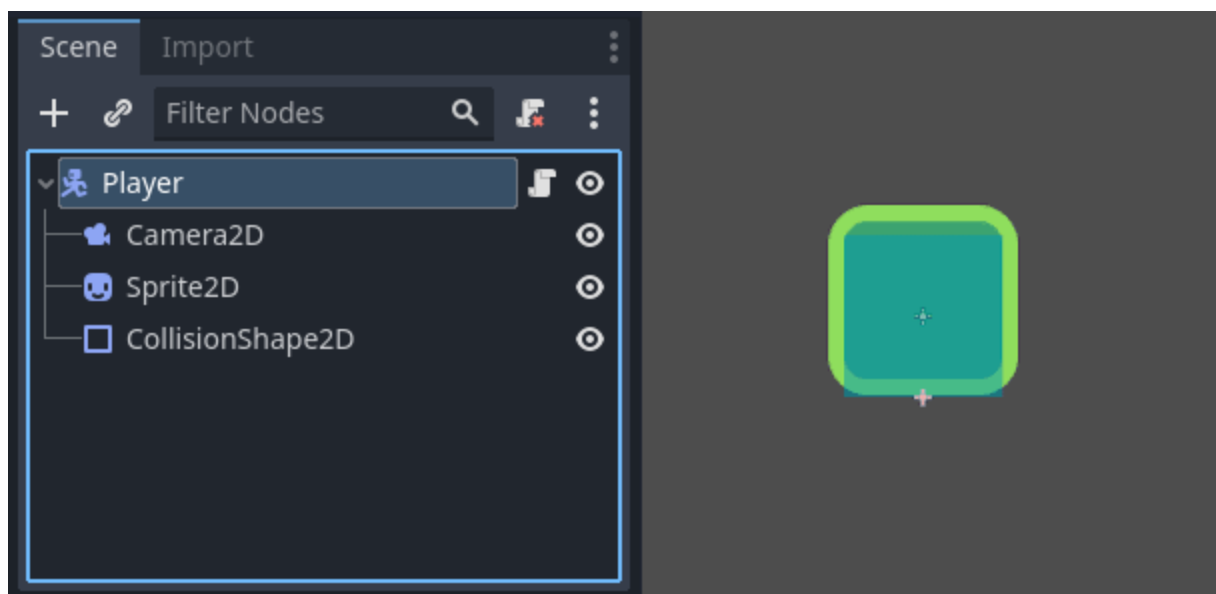 Scene Import
Filter Nodes
Player
Camera2D
Sprite2D
CollisionShape2D